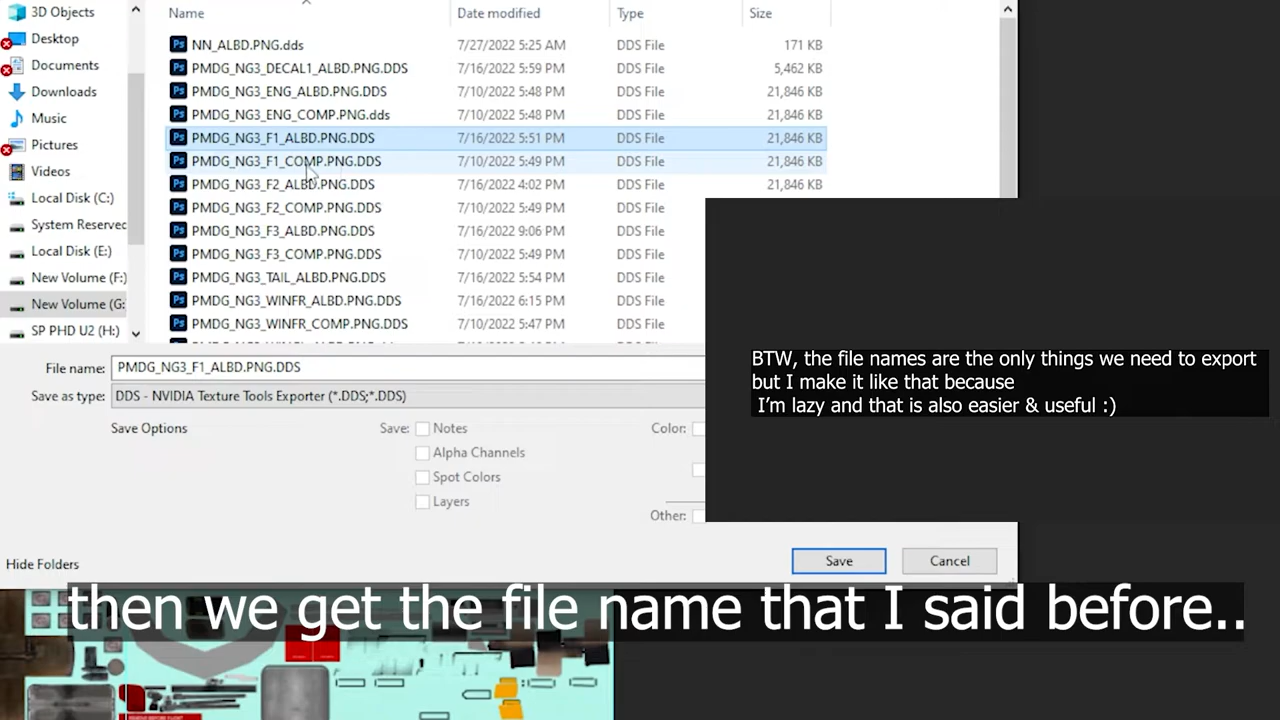 3D Objects
Desktop
Documents
Downloads
Music
Pictures
Videos
Local Disk (C:)
System Reserved
Local Disk (E:)
New Volume (F:)
New Volume (G:
SP PHD U2 (H:)
Name Date modified Type Size
NN_ALBD.PNG.dds 7/27/2022 5:25 AM DDS File 171 KB
PMDG_NG3_DECAL1_ALBD.PNG.DDS 7/16/2022 5:59 PM DDS File 5,462 KB
PMDG_NG3_ENG_ALBD.PNG.DDS 7/10/2022 5:48 PM DDS File 21,846 KB
PMDG_NG3_ENG_COMP.PNG.dds 7/10/2022 5:48 PM DDS File 21,846 KB
PMDG_NG3_F1_ALBD.PNG.DDS 7/16/2022 5:51 PM DDS File 21,846 KB
PMDG_NG3_F1_COMP.PNG.DDS 7/10/2022 5:49 PM DDS File 21,846 KB
PMDG_NG3_F2_ALBD.PNG.DDS 7/16/2022 4:02 PM DDS File 21,846 KB
PMDG_NG3_F2_COMP.PNG.DDS 7/10/2022 5:49 PM DDS File
PMDG_NG3_F3_ALBD.PNG.DDS 7/16/2022 9:06 PM DDS File
PMDG_NG3_F3_COMP.PNG.DDS 7/10/2022 5:49 PM DDS File
PMDG_NG3_TAIL_ALBD.PNG.DDS 7/16/2022 5:54 PM DDS File
PMDG_NG3_WINFR_ALBD.PNG.DDS 7/16/2022 6:15 PM DDS File
PMDG_NG3_WINFR_COMP.PNG.DDS 7/10/2022 5:47 PM DDS File
File name: PMDG_NG3_F1_ALBD.PNG.DDS
Save as type: DDS - NVIDIA Texture Tools Exporter (*.DDS;*.DDS)
Save Options
Save: Notes
Alpha Channels
Spot Colors
Layers
Color:
Other:
BTW, the file names are the only things we need to export
but I make it like that because
I'm lazy and that is also easier & useful :)
Hide Folders
Save
Cancel
then we get the file name that I said before..